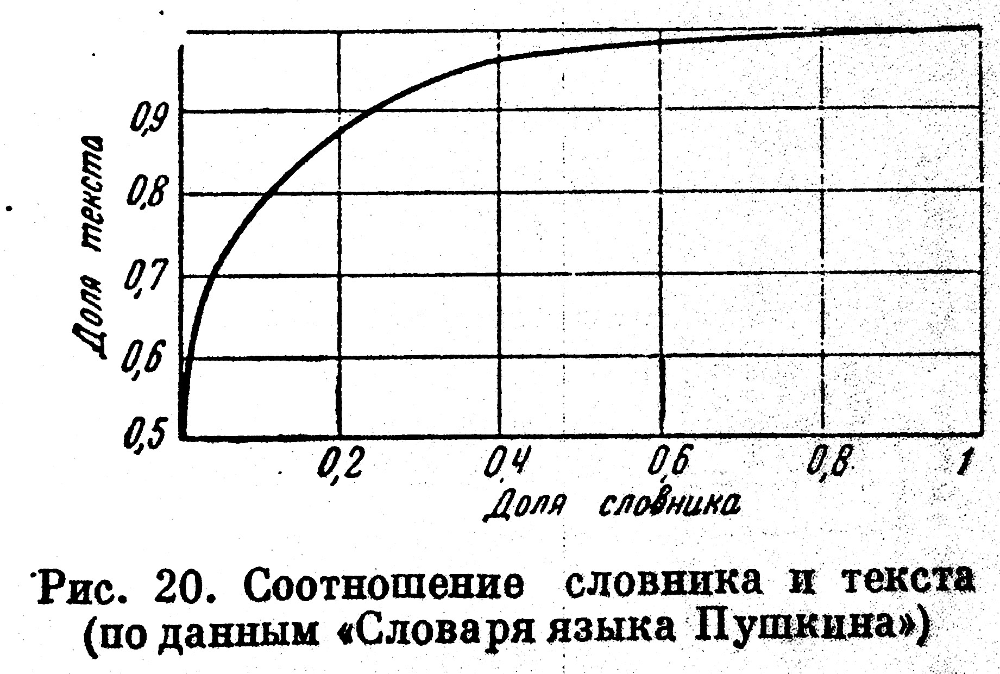 0,9
0,8
0,7
0,6
0,5
Доля текста
0,2 0,4 0,6 0,8 1
Доля словника
Рис. 20. Соотношение словника и текста
(по данным «Словаря языка Пушкина»)